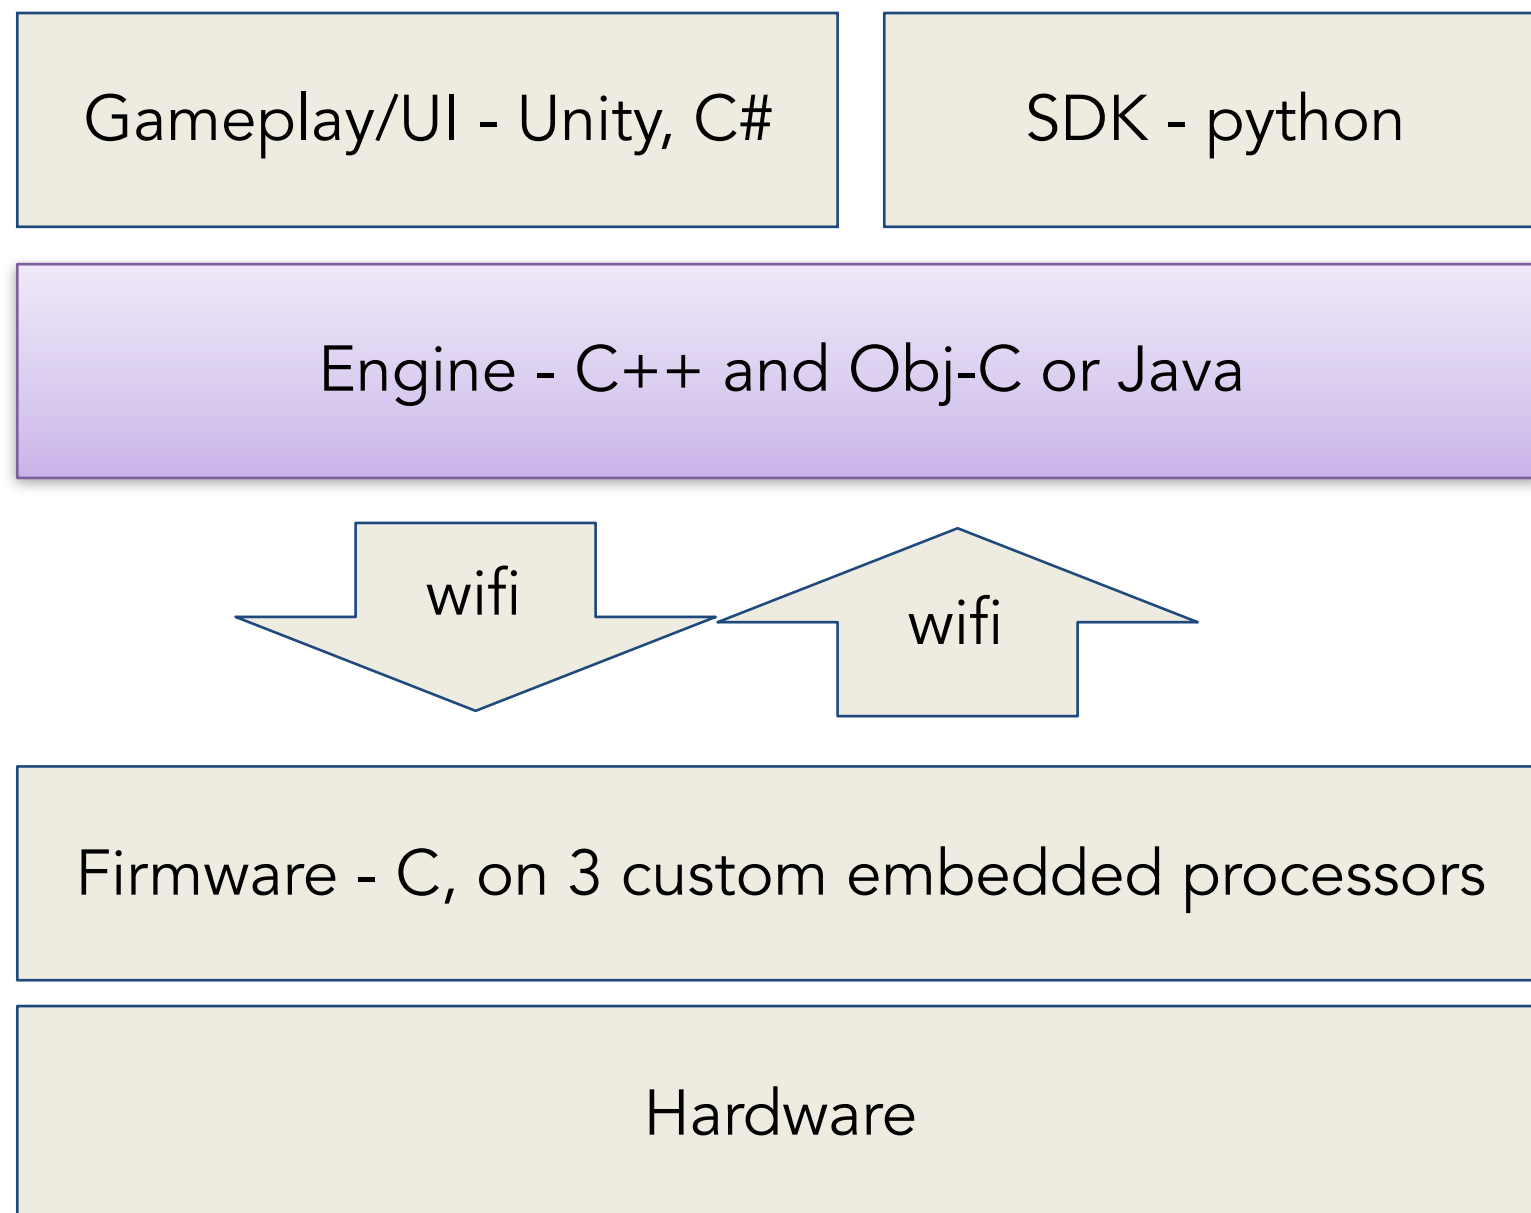 Gameplay/UI - Unity, C#
SDK - python
Engine - C++ and Obj-C or Java
wifi
wifi
Firmware - C, on 3 custom embedded processors
Hardware